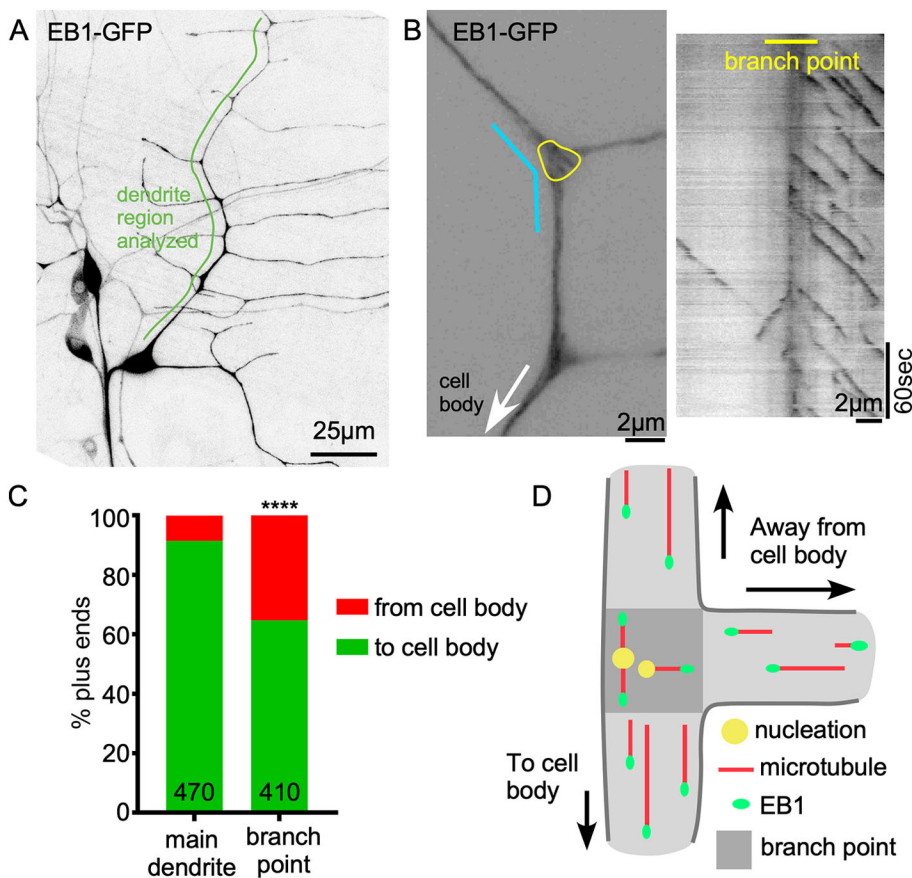 A
EB1-GFP
dendrite
region
analyzed
25µm
B
EB1-GFP
cell
body
2µm
branch point
60sec
2µm
C
****
% plus ends
100
80
60
40
20
0
470
410
main
dendrite
branch
point
from cell body
to cell body
D
Away from
cell body
To cell
body
nucleation
microtubule
EB1
branch point